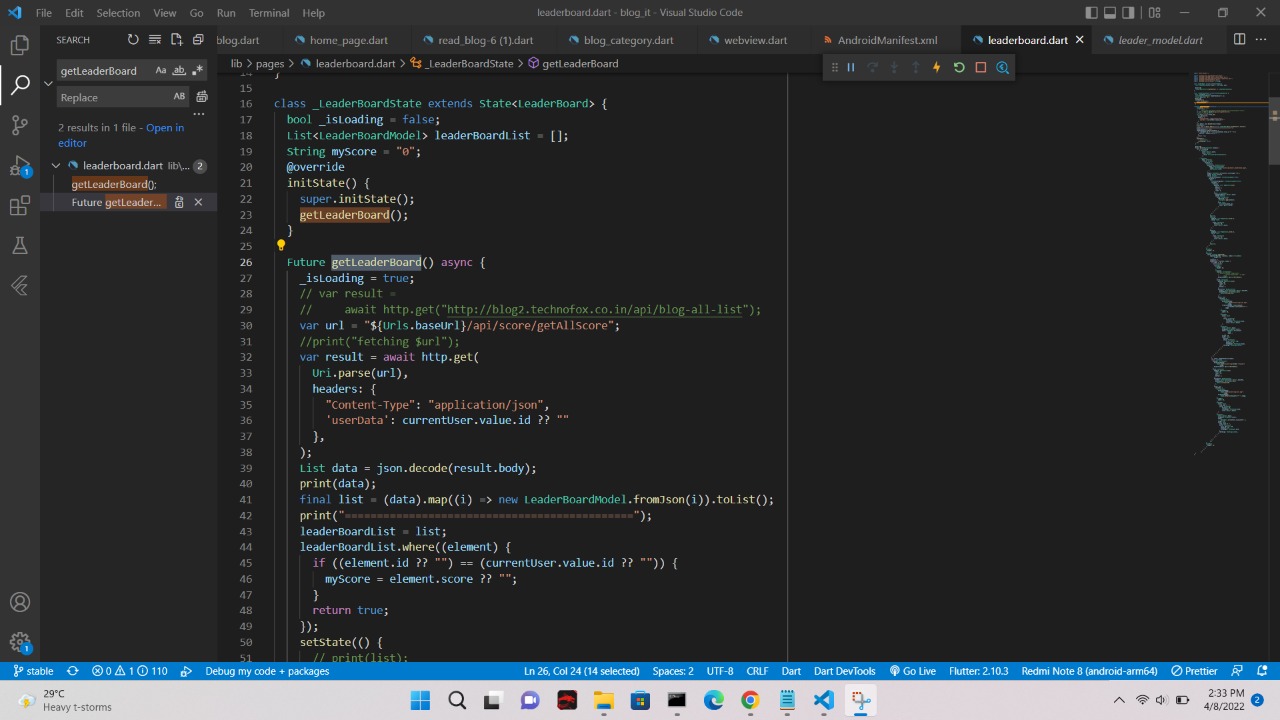 File Edit Selection View Go Run Terminal Help
leaderboard.dart - blog_it - Visual Studio Code
SEARCH
getLeaderBoard Aa ab
Replace AB
2 results in 1 file - Open in
editor
leaderboard.dart lib\... 2
getLeaderBoard();
Future getLeader...
blog.dart home_page.dart read_blog-6 (1).dart blog_category.dart webview.dart AndroidManifest.xml leaderboard.dart leader_model.dart
lib > pages > leaderboard.dart > _LeaderBoardState > getLeaderBoard
14 }
15
16 class _LeaderBoardState extends State<LeaderBoard> {
17 bool _isLoading = false;
18 List<LeaderBoardModel> leaderBoardList = [];
19 String myScore = "0";
20 @override
21 initState() {
22 super.initState();
23 getLeaderBoard();
24 }
25
26 Future getLeaderBoard() async {
27 _isLoading = true;
28 // var result =
29 // await http.get("http://blog.technofox.co.in/api/blog-all-list");
30 var url = "${Urls.baseUrl}/api/score/getAllScore";
31 //print("fetching $url");
32 var result = await http.get(
33 Uri.parse(url),
34 headers: {
35 "Content-Type": "application/json",
36 'userData': currentUser.value.id ?? ""
37 },
38 );
39 List data = json.decode(result.body);
40 print(data);
41 final list = (data).map((i) => new LeaderBoardModel.fromJson(i)).toList();
42 print("=============================================");
43 leaderBoardList = list;
44 leaderBoardList.where((element) {
45 if ((element.id ?? "") == (currentUser.value.id ?? "")) {
46 myScore = element.score ?? "";
47 }
48 return true;
49 });
50 setState(() {
51 // print(list);
stable 0 1 110 Debug my code + packages Ln 26, Col 24 (14 selected) Spaces: 2 UTF-8 CRLF Dart Dart DevTools Go Live Flutter: 2.10.3 Redmi Note 8 (android-arm64) Prettier
29°C
Heavy t-storms
2:33 PM
4/8/2022
2